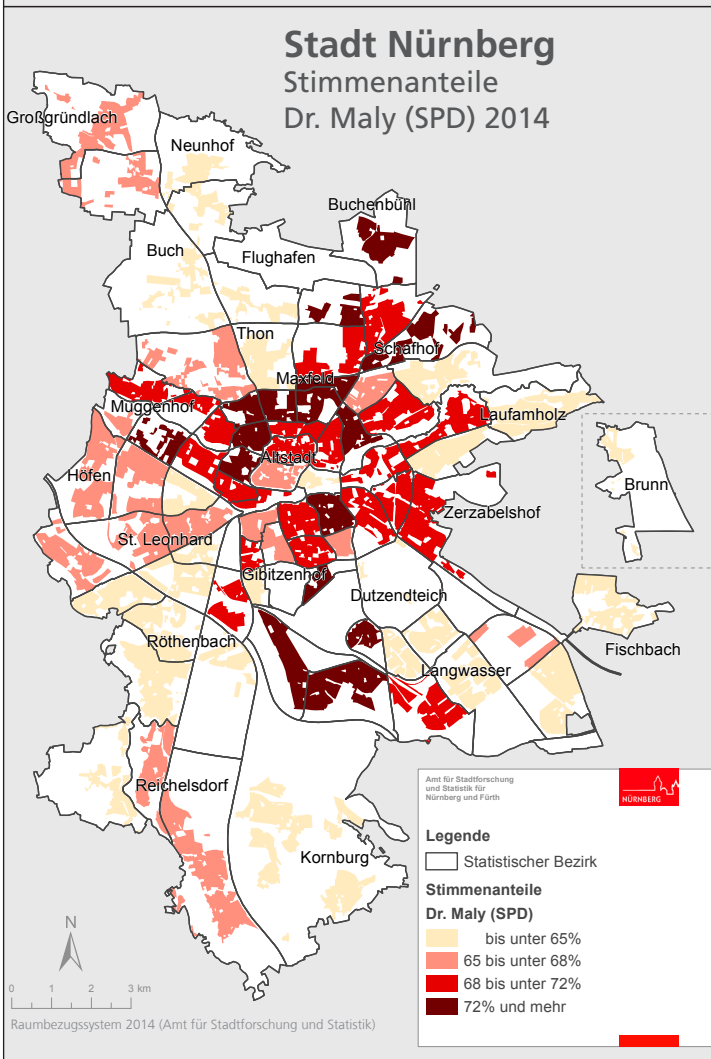 Stadt Nürnberg
Stimmenanteile
Dr. Maly (SPD) 2014
Großgründlach
Neunhof
Buchenbühl
Buch
Flughafen
Thon
Schafhof
Maxfeld
Muggenhof
Laufamholz
Altstadt
Höfen
Brunn
Zerzabelshof
St. Leonhard
Gibitzenhof
Dutzendteich
Röthenbach
Fischbach
Langwasser
Reichelsdorf
Kornburg
Amt für Stadtforschung
und Statistik für
Nürnberg und Fürth
NÜRNBERG
Legende
Statistischer Bezirk
Stimmenanteile
Dr. Maly (SPD)
bis unter 65%
65 bis unter 68%
68 bis unter 72%
72% und mehr
N
0 1 2 3 km
Raumbezugssystem 2014 (Amt für Stadtforschung und Statistik)